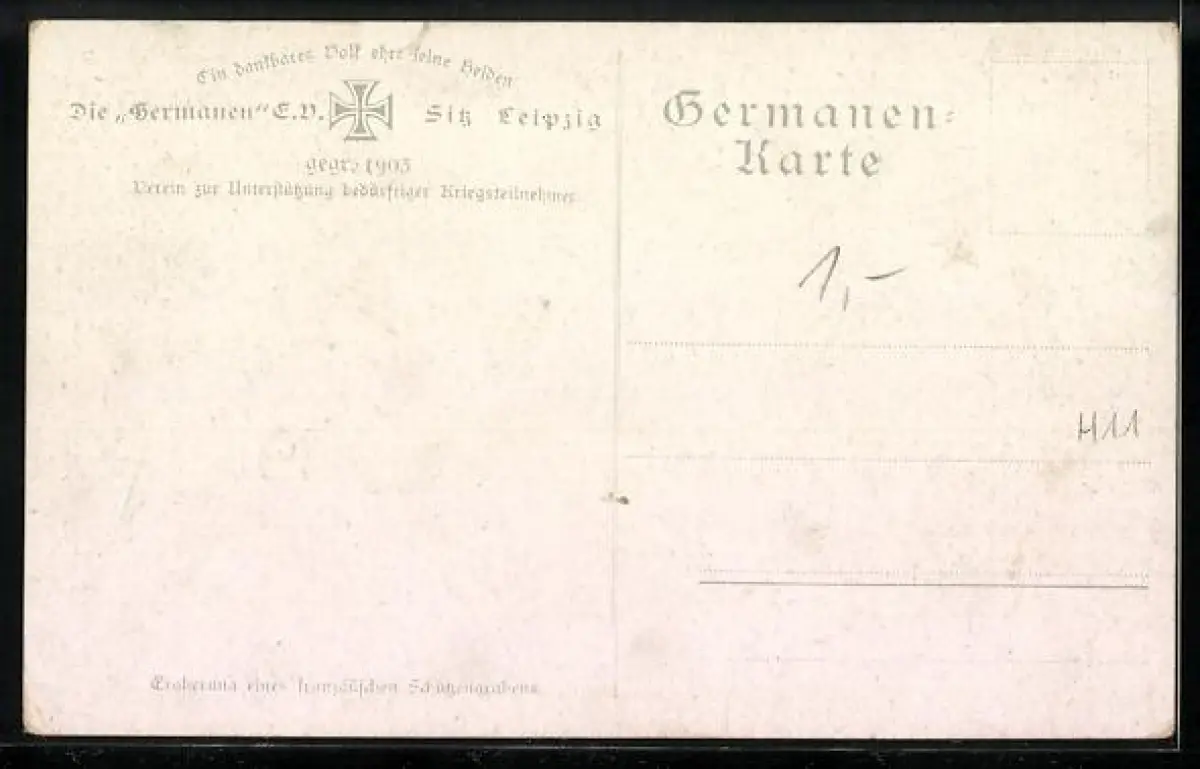 Ein dankbares Volk ehrt seine Helden
Die „Germanen“ E.V. Sitz Leipzig
gegr. 1905
Verein zur Unterstützung bedürftiger Kriegsteilnehmer.
Eroberung eines französischen Schützengrabens
Germanen-
Karte
1,-
H11